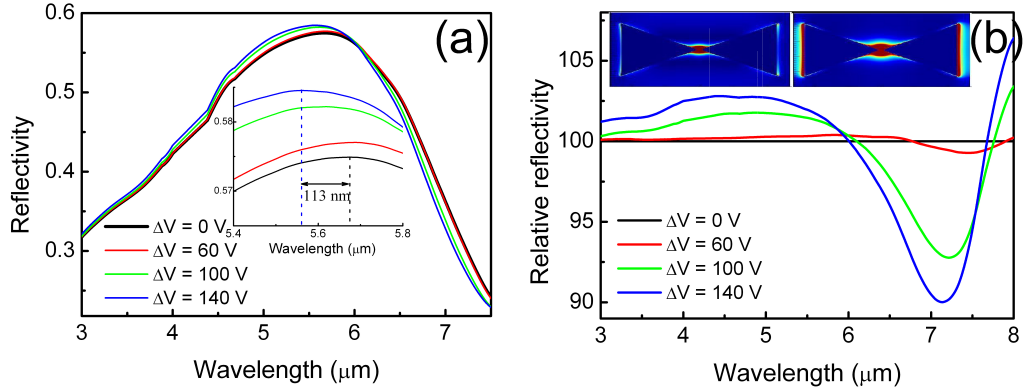 (a)
0.6
0.5
0.4
0.3
Reflectivity
3
4
5
6
7
Wavelength (μm)
ΔV = 0 V
ΔV = 60 V
ΔV = 100 V
ΔV = 140 V
0.58
0.57
113 nm
5.4
5.6
5.8
Wavelength (μm)
(b)
105
100
95
90
Relative reflectivity
3
4
5
6
7
8
Wavelength (μm)
ΔV = 0 V
ΔV = 60 V
ΔV = 100 V
ΔV = 140 V